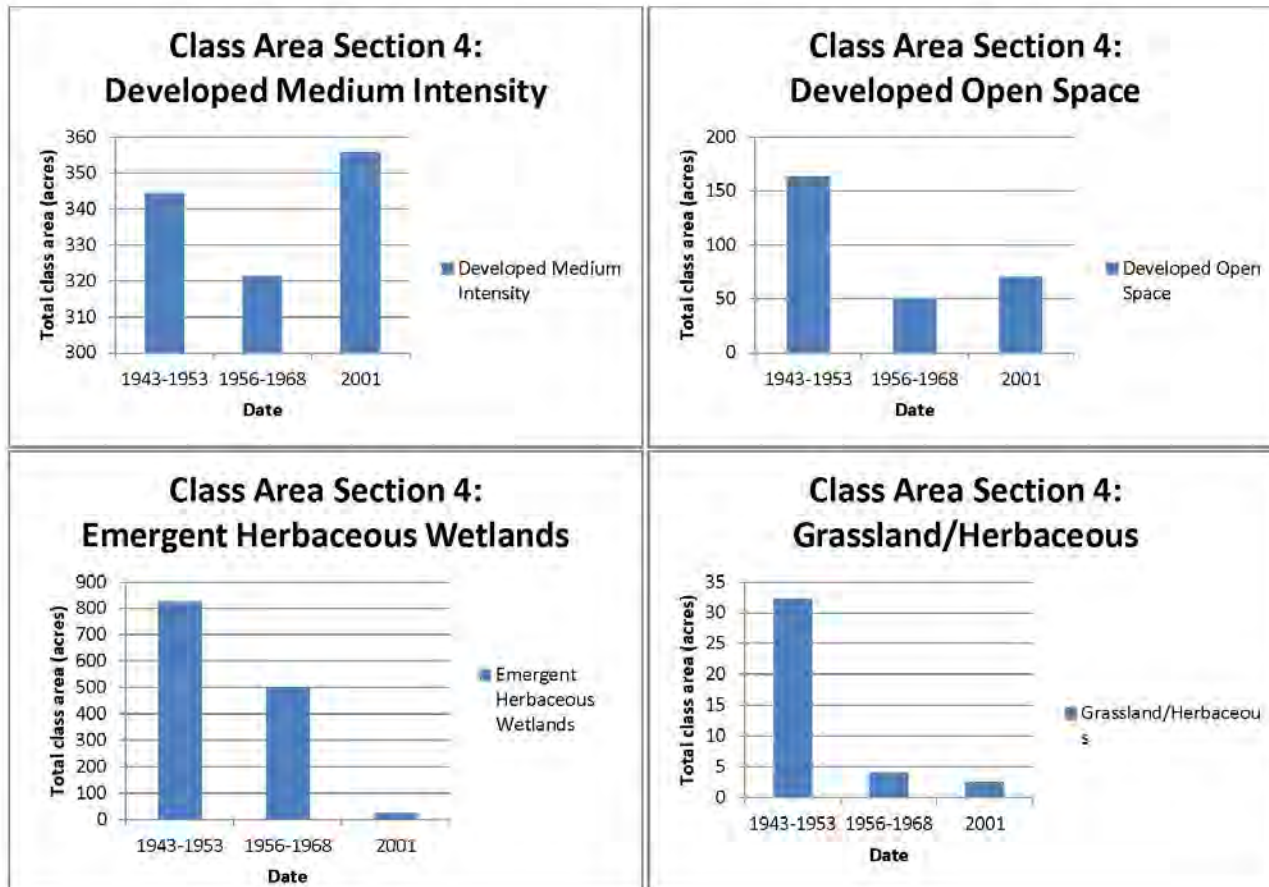 Class Area Section 4:
Developed Medium Intensity
Total class area (acres)
360
350
340
330
320
310
300
1943-1953 1956-1968 2001
Date
Developed Medium
Intensity
Class Area Section 4:
Developed Open Space
Total class area (acres)
200
150
100
50
0
1943-1953 1956-1968 2001
Date
Developed Open
Space
Class Area Section 4:
Emergent Herbaceous Wetlands
Total class area (acres)
900
800
700
600
500
400
300
200
100
0
1943-1953 1956-1968 2001
Date
Emergent
Herbaceous
Wetlands
Class Area Section 4:
Grassland/Herbaceous
Total class area (acres)
35
30
25
20
15
10
5
0
1943-1953 1956-1968 2001
Date
Grassland/Herbaceou
s